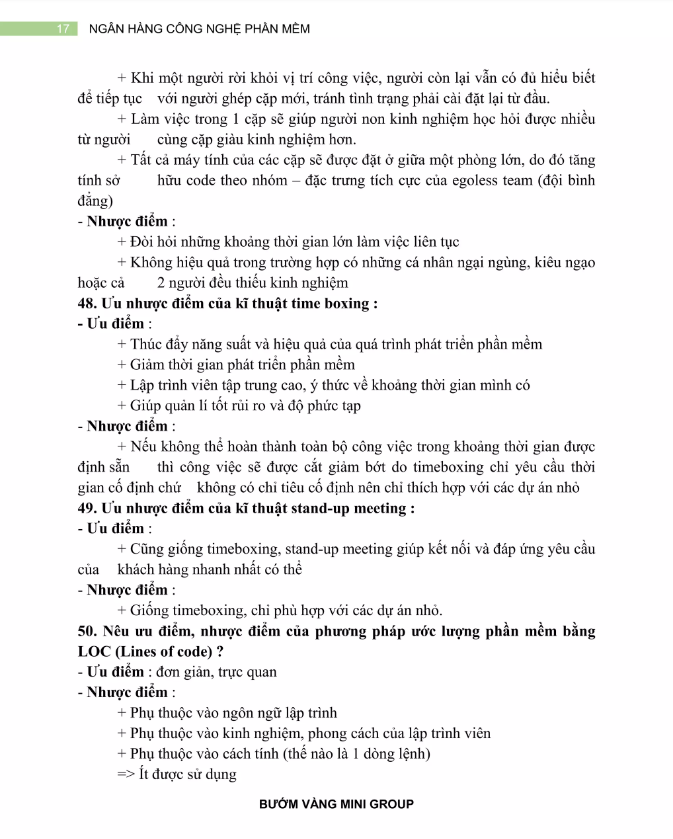 17 NGÂN HÀNG CÔNG NGHỆ PHẦN MỀM
+ Khi một người rời khỏi vị trí công việc, người còn lại vẫn có đủ hiểu biết
để tiếp tục với người ghép cặp mới, tránh tình trạng phải cài đặt lại từ đầu.
+ Làm việc trong 1 cặp sẽ giúp người non kinh nghiệm học hỏi được nhiều
từ người cùng cặp giàu kinh nghiệm hơn.
+ Tất cả máy tính của các cặp sẽ được đặt ở giữa một phòng lớn, do đó tăng
tính sở hữu code theo nhóm – đặc trưng tích cực của egoless team (đội bình
đẳng)
- Nhược điểm :
+ Đòi hỏi những khoảng thời gian lớn làm việc liên tục
+ Không hiệu quả trong trường hợp có những cá nhân ngại ngùng, kiêu ngạo
hoặc cả 2 người đều thiếu kinh nghiệm
48. Ưu nhược điểm của kĩ thuật time boxing :
- Ưu điểm :
+ Thúc đẩy năng suất và hiệu quả của quá trình phát triển phần mềm
+ Giảm thời gian phát triển phần mềm
+ Lập trình viên tập trung cao, ý thức về khoảng thời gian mình có
+ Giúp quản lí tốt rủi ro và độ phức tạp
- Nhược điểm :
+ Nếu không thể hoàn thành toàn bộ công việc trong khoảng thời gian được
định sẵn thì công việc sẽ được cắt giảm bớt do timeboxing chỉ yêu cầu thời
gian cố định chứ không có chỉ tiêu cố định nên chỉ thích hợp với các dự án nhỏ
49. Ưu nhược điểm của kĩ thuật stand-up meeting :
- Ưu điểm :
+ Cũng giống timeboxing, stand-up meeting giúp kết nối và đáp ứng yêu cầu
của khách hàng nhanh nhất có thể
- Nhược điểm :
+ Giống timeboxing, chỉ phù hợp với các dự án nhỏ.
50. Nêu ưu điểm, nhược điểm của phương pháp ước lượng phần mềm bằng
LOC (Lines of code) ?
- Ưu điểm : đơn giản, trực quan
- Nhược điểm :
+ Phụ thuộc vào ngôn ngữ lập trình
+ Phụ thuộc vào kinh nghiệm, phong cách của lập trình viên
+ Phụ thuộc vào cách tính (thế nào là 1 dòng lệnh)
=> Ít được sử dụng
BƯỚM VÀNG MINI GROUP